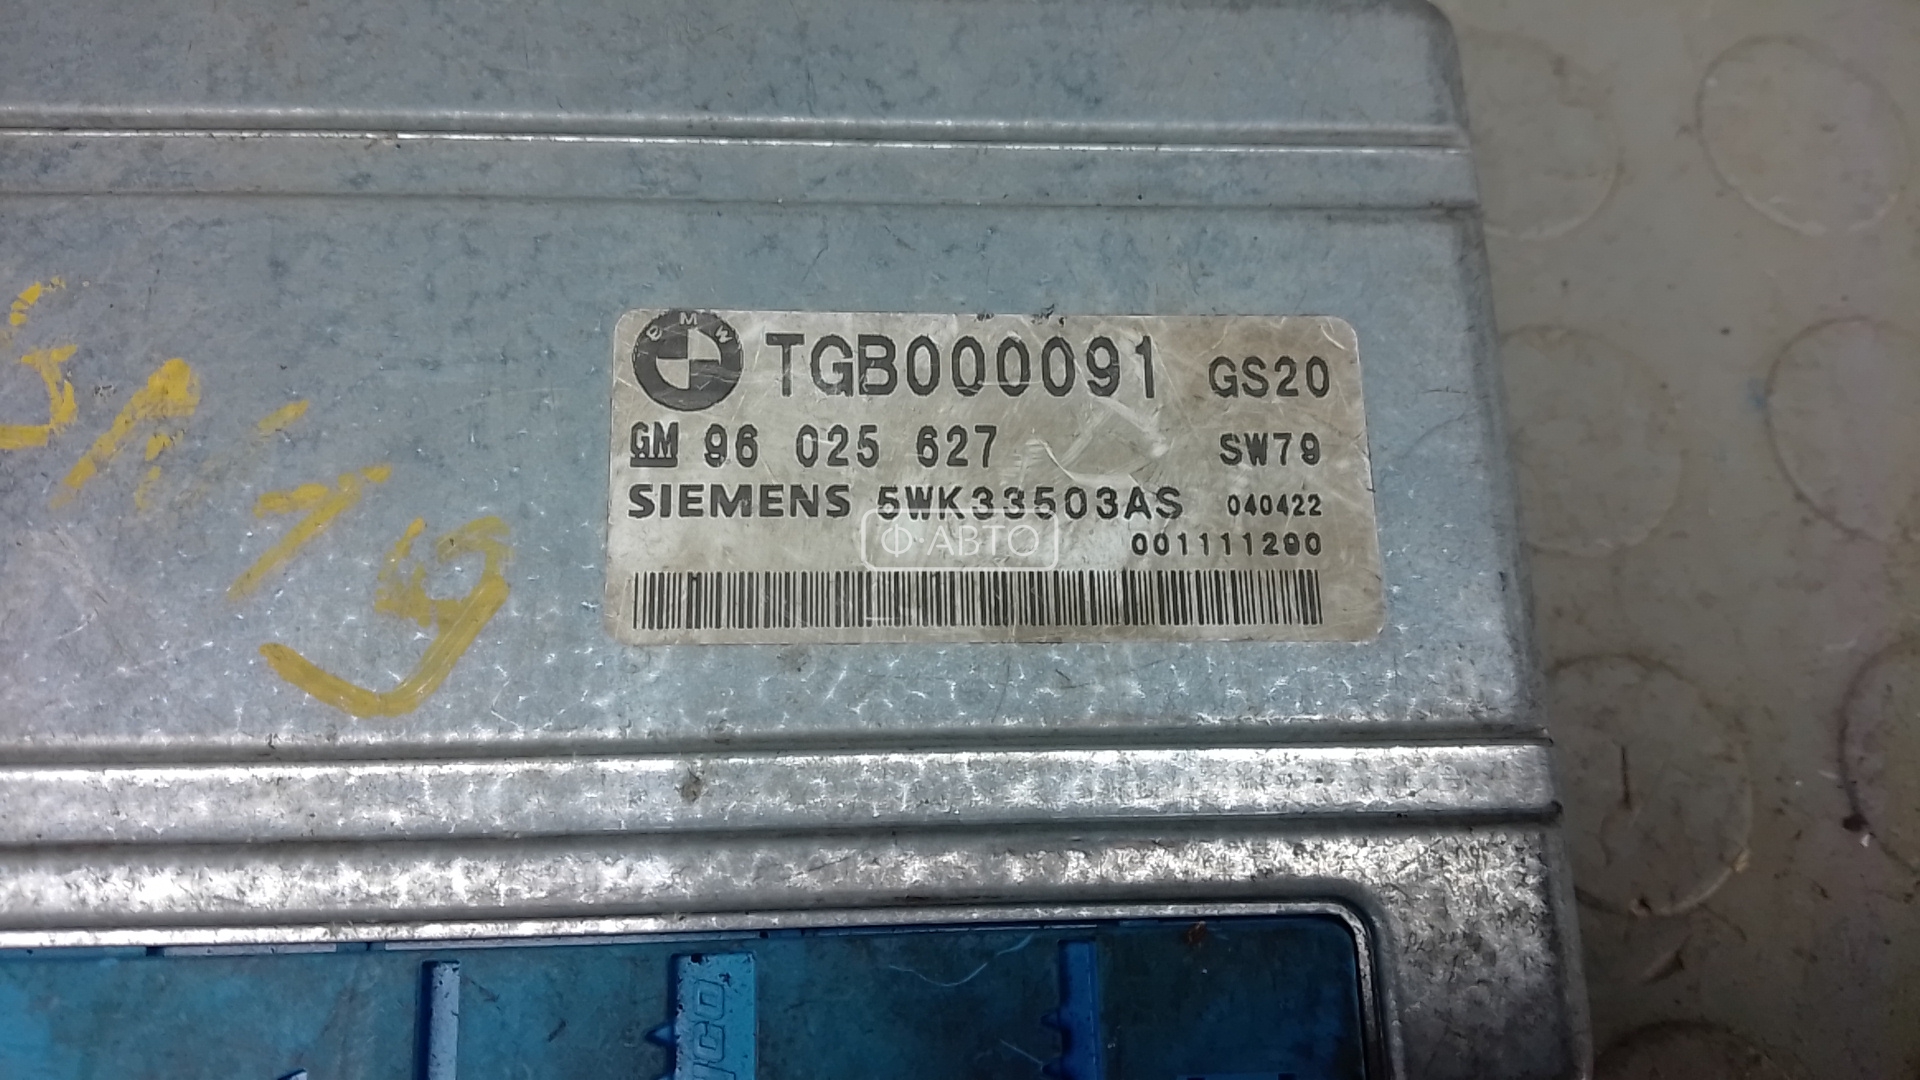 BMW TGB000091 GS20
GM 96 025 627 SW79
SIEMENS 5WK33503AS 040422
Ф·АВТО
001111290